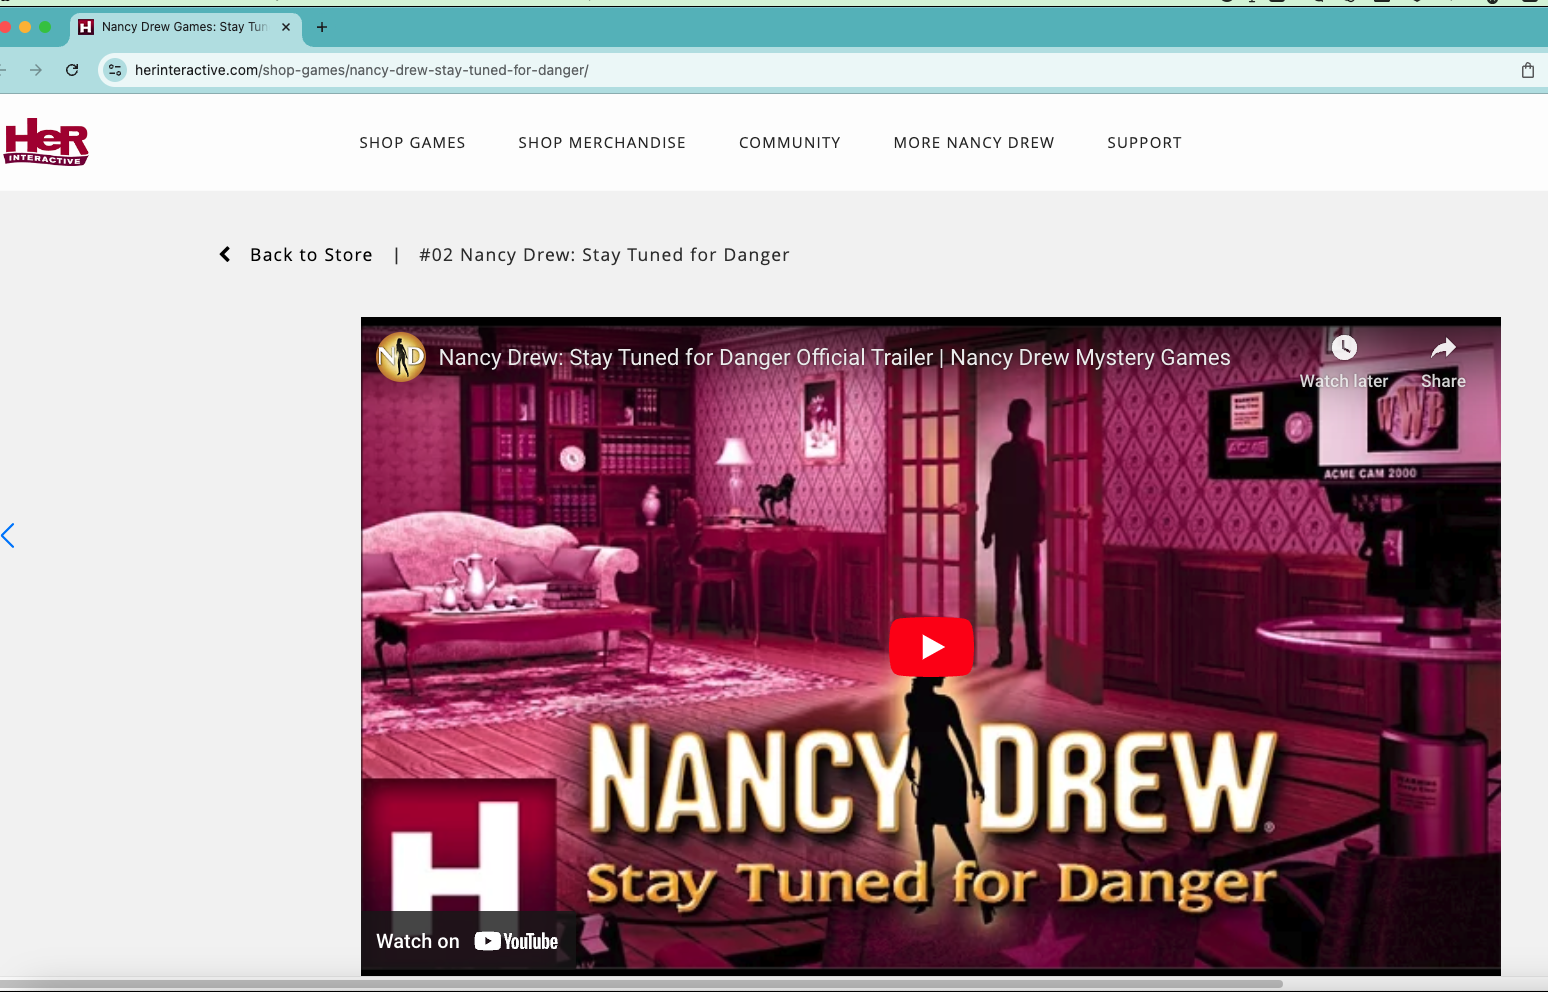 Nancy Drew Games: Stay Tun
herinteractive.com/shop-games/nancy-drew-stay-tuned-for-danger/
HeR
INTERACTIVE
SHOP GAMES
SHOP MERCHANDISE
COMMUNITY
MORE NANCY DREW
SUPPORT
Back to Store | #02 Nancy Drew: Stay Tuned for Danger
ND
Nancy Drew: Stay Tuned for Danger Official Trailer | Nancy Drew Mystery Games
Watch later
Share
WARNING
ACME
WWB
ACME CAM 2000
NANCY DREW®
Stay Tuned for Danger
H
Watch on YouTube